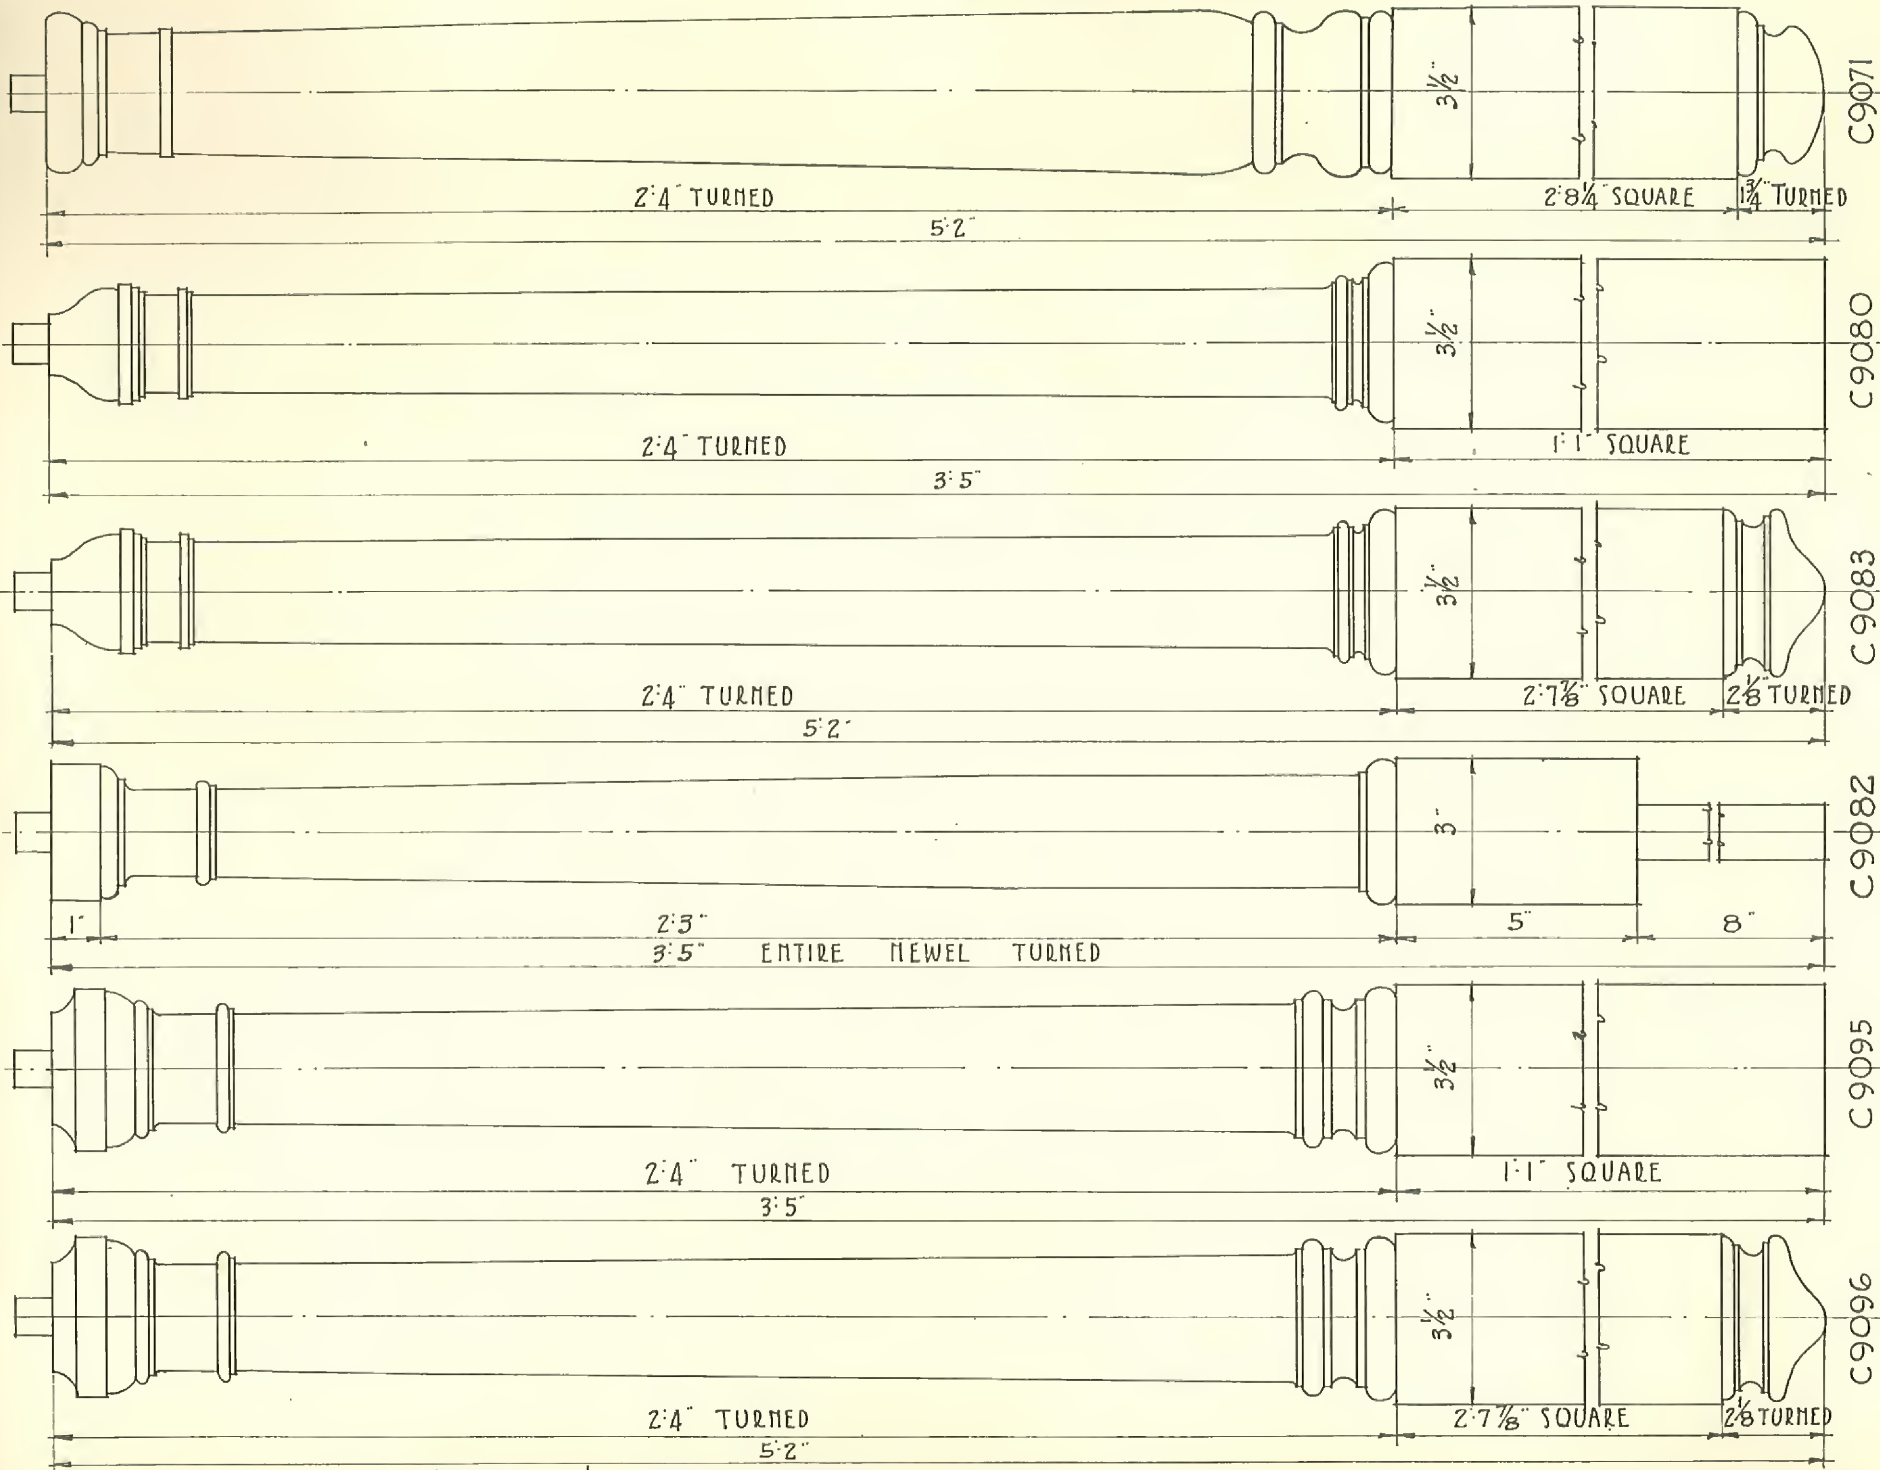 3½"
C9071
2'-4" TURNED
2'-8¼" SQUARE
1¾" TURNED
5'-2"
3½"
C9080
2'-4" TURNED
1'-1" SQUARE
3'-5"
3½"
C9083
2'-4" TURNED
2'-7⅞" SQUARE
2⅛" TURNED
5'-2"
3"
C9082
1"
2'-3"
5"
8"
3'-5" ENTIRE NEWEL TURNED
3½"
C9095
2'-4" TURNED
1'-1" SQUARE
3'-5"
3½"
C9096
2'-4" TURNED
2'-7⅞" SQUARE
2⅛ TURNED
5'-2"